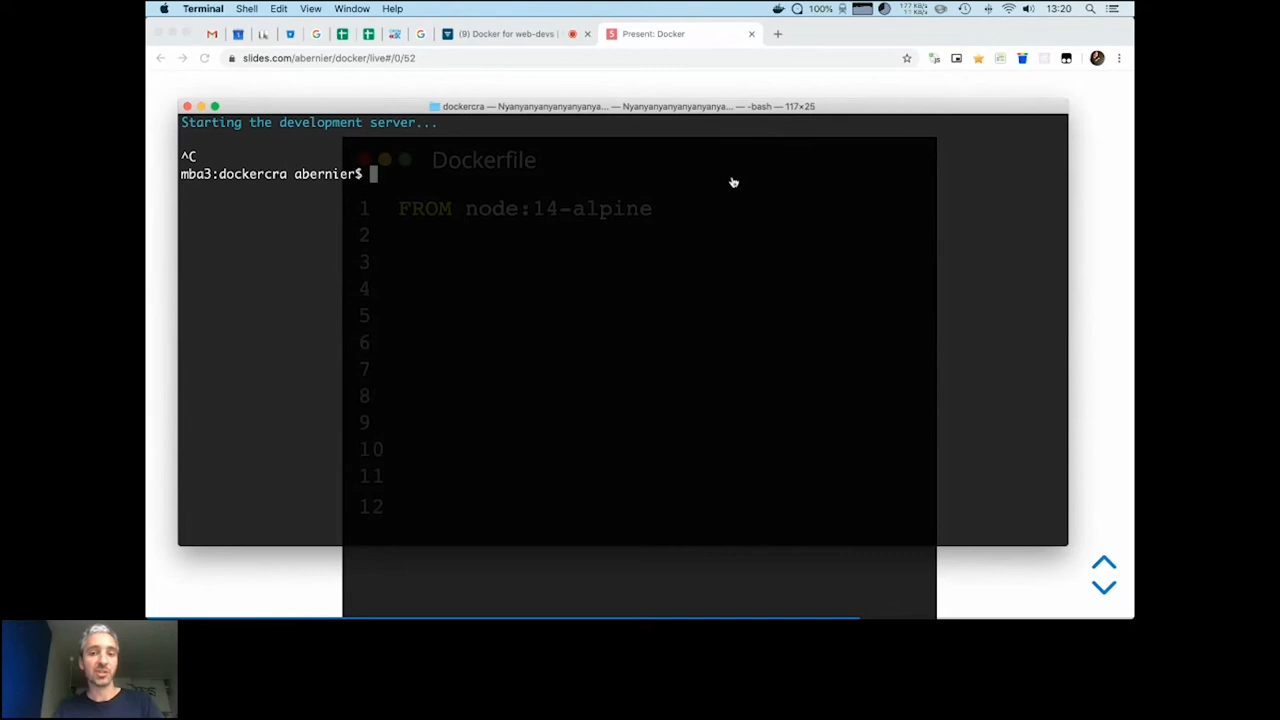 Terminal Shell Edit View Window Help 100% 13:20
(9) Docker for web-devs Present: Docker
slides.com/abernier/docker/live#/0/52
dockercra — Nyanyanyanyanyanya... — Nyanyanyanyanyanya... — -bash — 117×25
Starting the development server...
^C
mba3:dockercra abernier$
Dockerfile
1 FROM node:14-alpine
2
3
4
5
6
7
8
9
10
11
12